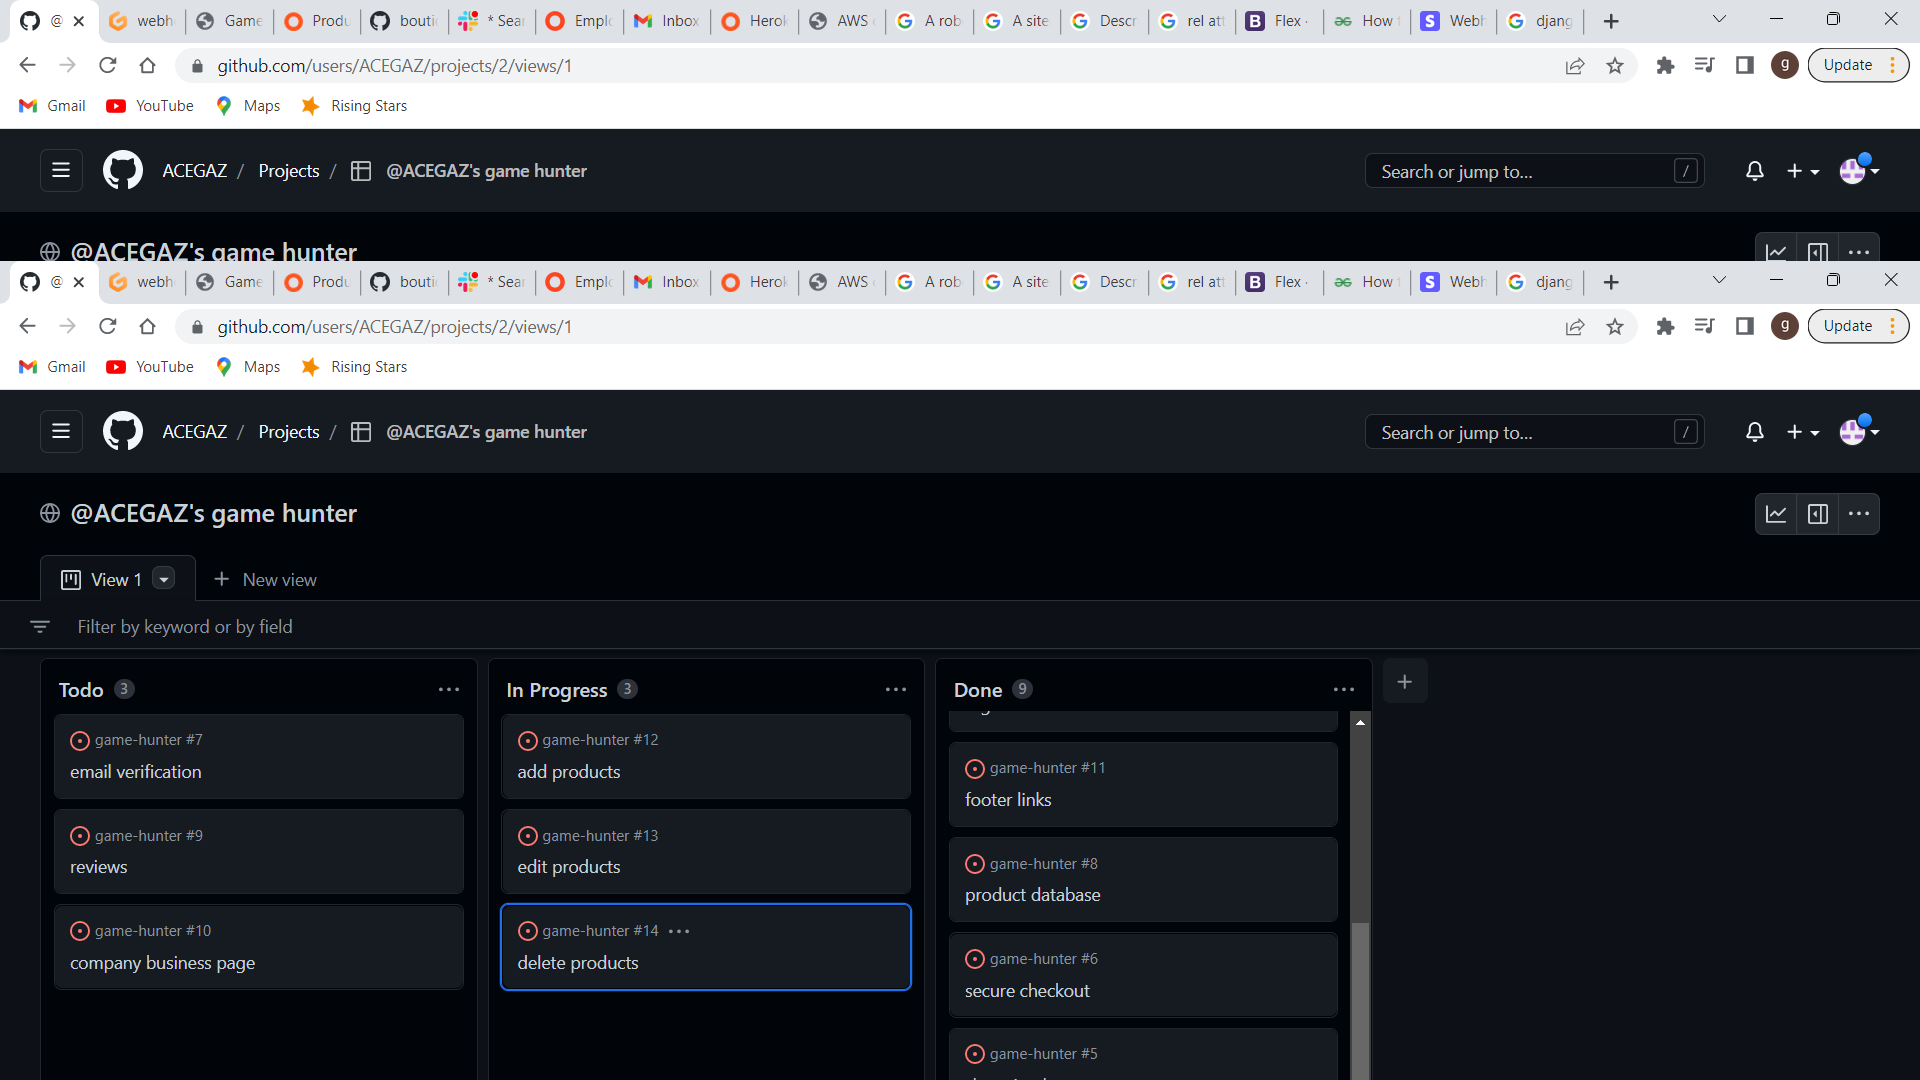 @ webh Game Produ bouti * Sear Emplo Inbox Herok AWS A rob A site Descr rel att Flex How Webh djang
github.com/users/ACEGAZ/projects/2/views/1 g Update
Gmail YouTube Maps Rising Stars
ACEGAZ / Projects / @ACEGAZ's game hunter Search or jump to... /
@ACEGAZ's game hunter
@ webh Game Produ bouti * Sear Emplo Inbox Herok AWS A rob A site Descr rel att Flex How Webh djang
github.com/users/ACEGAZ/projects/2/views/1 g Update
Gmail YouTube Maps Rising Stars
ACEGAZ / Projects / @ACEGAZ's game hunter Search or jump to... /
@ACEGAZ's game hunter
View 1 New view
Filter by keyword or by field
Todo 3
game-hunter #7
email verification
game-hunter #9
reviews
game-hunter #10
company business page
In Progress 3
game-hunter #12
add products
game-hunter #13
edit products
game-hunter #14
delete products
Done 9
game-hunter #11
footer links
game-hunter #8
product database
game-hunter #6
secure checkout
game-hunter #5